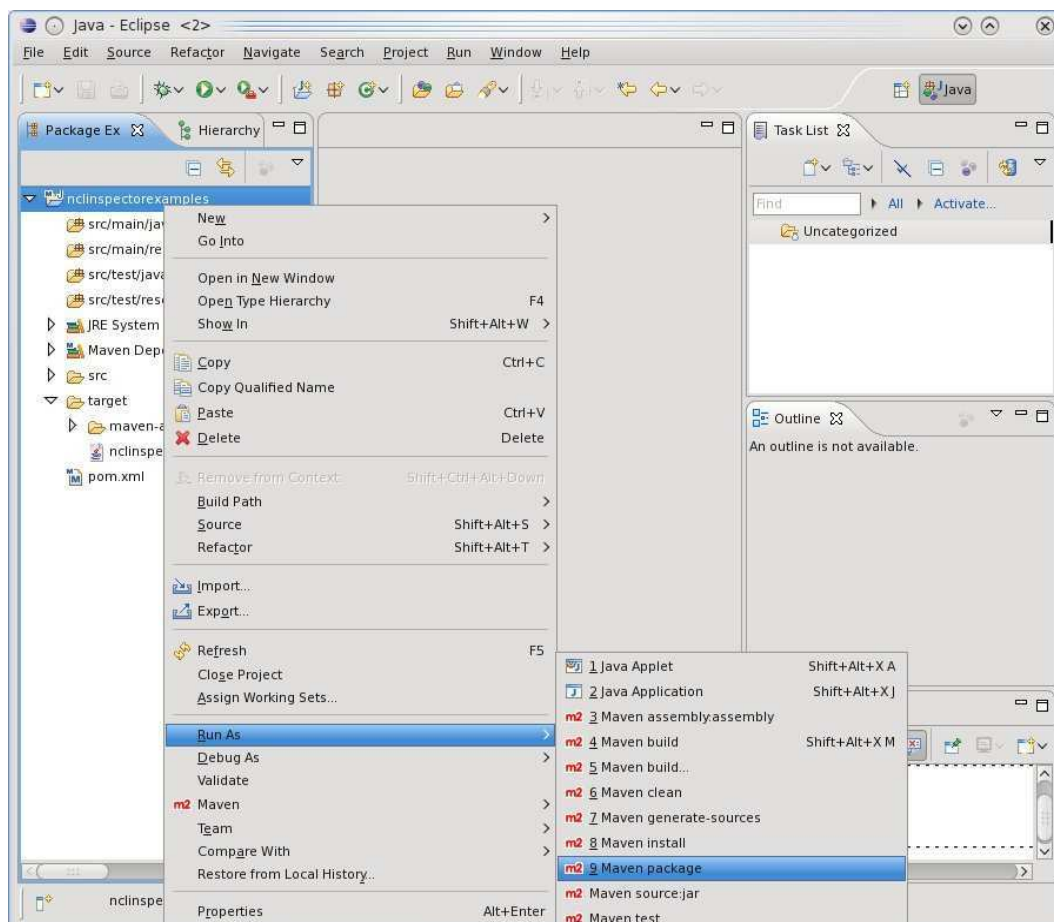 Java - Eclipse <2>
File Edit Source Refactor Navigate Search Project Run Window Help
Java
Package Ex
Hierarchy
Task List
nclinspectorexamples
src/main/jav
src/main/re
src/test/java
src/test/res
JRE System
Maven Dep
src
target
maven-a
nclinspe
pom.xml
New
Go Into
Open in New Window
Open Type Hierarchy F4
Show In Shift+Alt+W
Copy Ctrl+C
Copy Qualified Name
Paste Ctrl+V
Delete Delete
Remove from Context Shift+Ctrl+Alt+Down
Build Path
Source Shift+Alt+S
Refactor Shift+Alt+T
Import...
Export...
Refresh F5
Close Project
Assign Working Sets...
Run As
Debug As
Validate
m2 Maven
Team
Compare With
Restore from Local History...
Properties Alt+Enter
1 Java Applet Shift+Alt+X A
2 Java Application Shift+Alt+X J
m2 3 Maven assembly:assembly
m2 4 Maven build Shift+Alt+X M
m2 5 Maven build...
m2 6 Maven clean
m2 7 Maven generate-sources
m2 8 Maven install
m2 9 Maven package
m2 Maven source:jar
m2 Maven test
Find All Activate...
Uncategorized
Outline
An outline is not available.
nclinspe